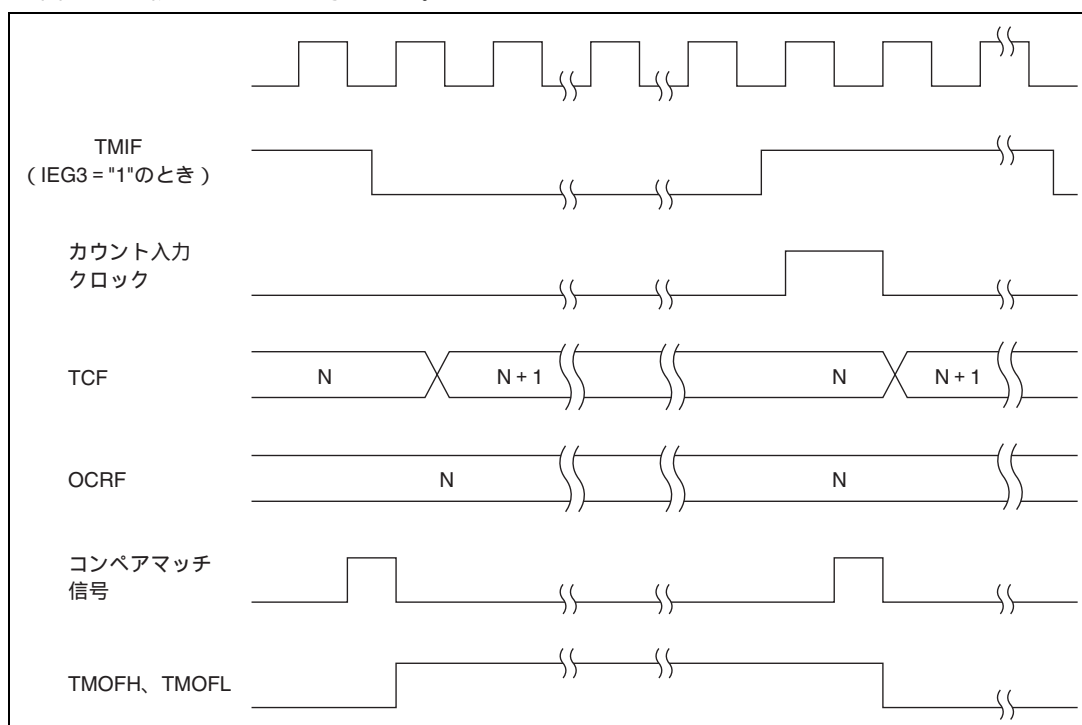 TMIF
( IEG3 = "1"のとき )
カウント入力
クロック
TCF
N
N + 1
N
N + 1
OCRF
N
N
コンペアマッチ
信号
TMOFH、TMOFL